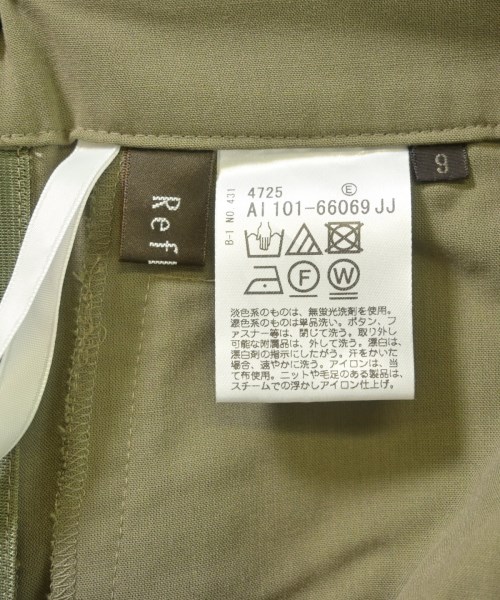 Ref
B-1 NO. 431
4725 E
AI 101-66069 JJ
F W
淡色系のものは、無蛍光洗剤を使用。
濃色系のものは単品洗い。ボタン、フ
ァスナー等は、閉じて洗う。取り外し
可能な附属品は、外して洗う。漂白は、
漂白剤の指示にしたがう。汗をかいた
場合、速やかに洗う。アイロンは、当
て布使用。ニットや毛足のある製品は、
スチームでの浮かしアイロン仕上げ。
9